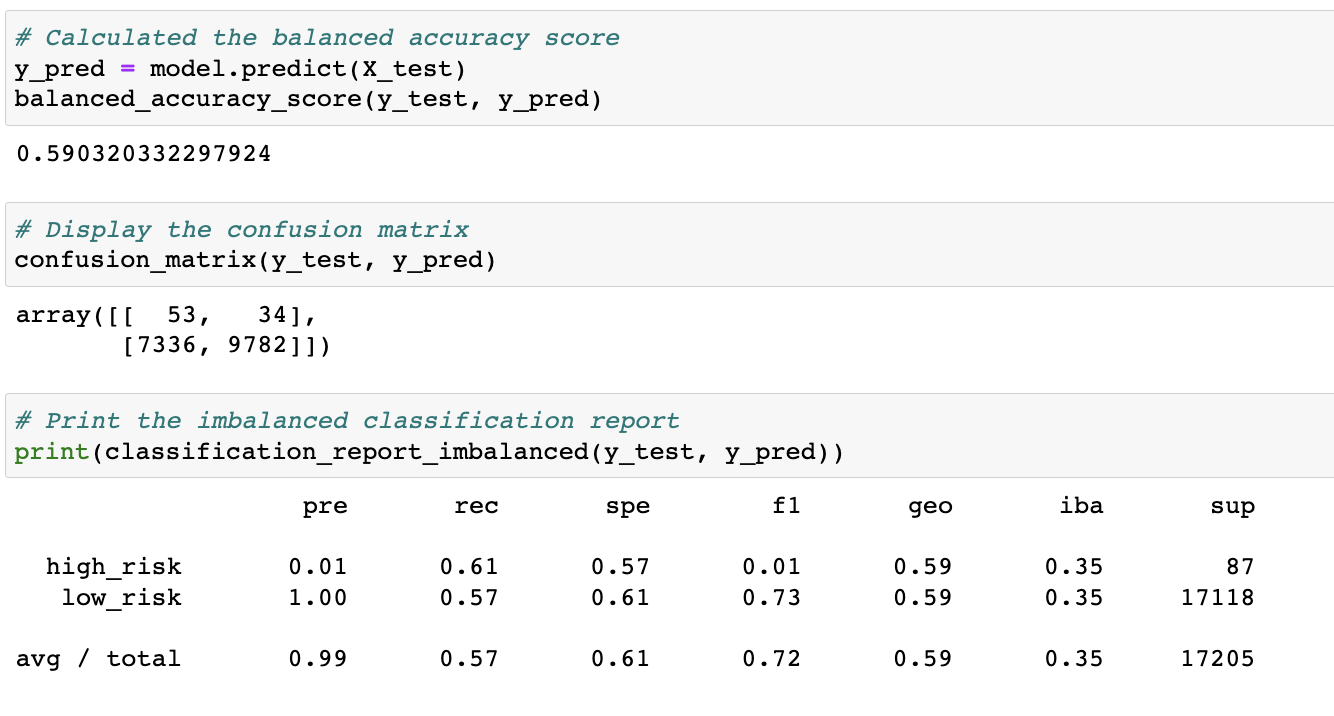 # Calculated the balanced accuracy score
y_pred = model.predict(X_test)
balanced_accuracy_score(y_test, y_pred)
0.590320332297924
# Display the confusion matrix
confusion_matrix(y_test, y_pred)
array([[  53,   34],
       [7336, 9782]])
# Print the imbalanced classification report
print(classification_report_imbalanced(y_test, y_pred))
                   pre       rec       spe        f1       geo       iba       sup
  high_risk       0.01      0.61      0.57      0.01      0.59      0.35        87
   low_risk       1.00      0.57      0.61      0.73      0.59      0.35     17118
avg / total       0.99      0.57      0.61      0.72      0.59      0.35     17205